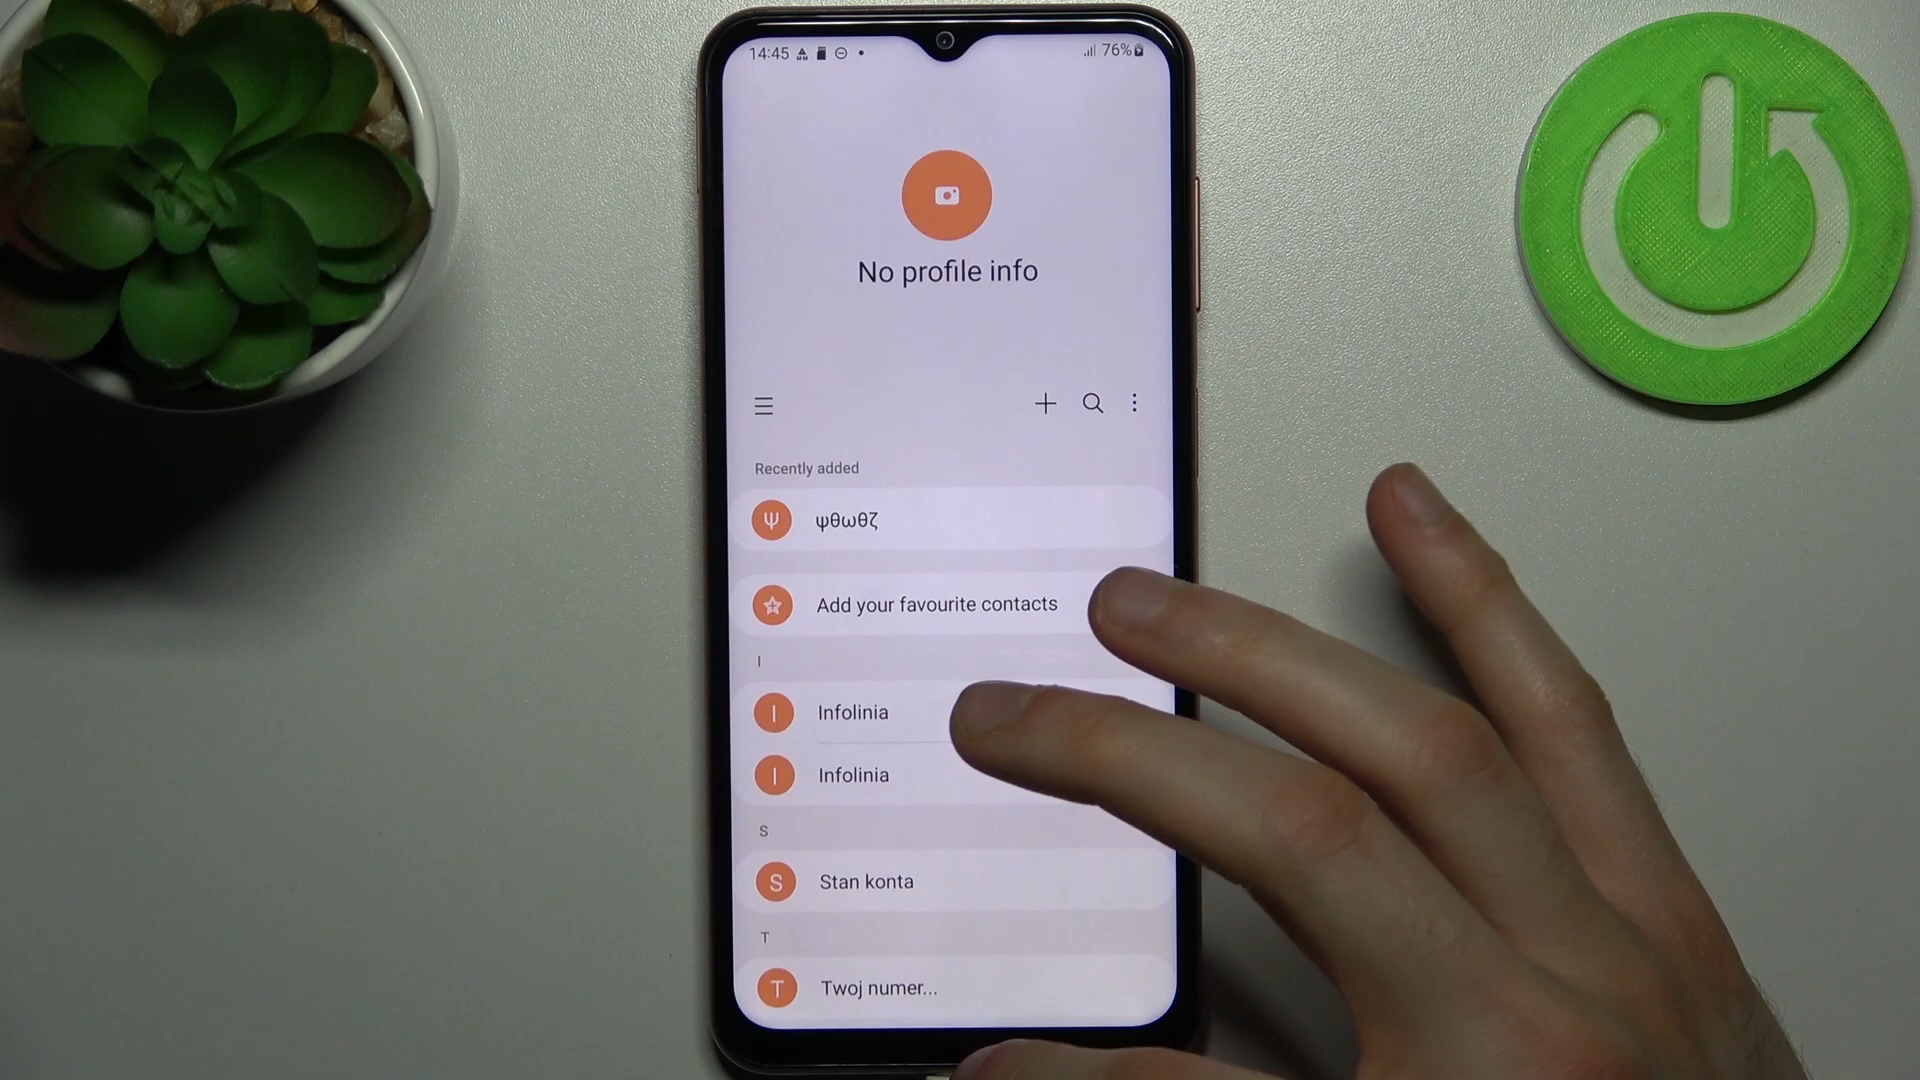 14:45
76%
No profile info
Recently added
ψ
ψθωθζ
Add your favourite contacts
I
I
Infolinia
I
Infolinia
S
S
Stan konta
T
T
Twoj numer...